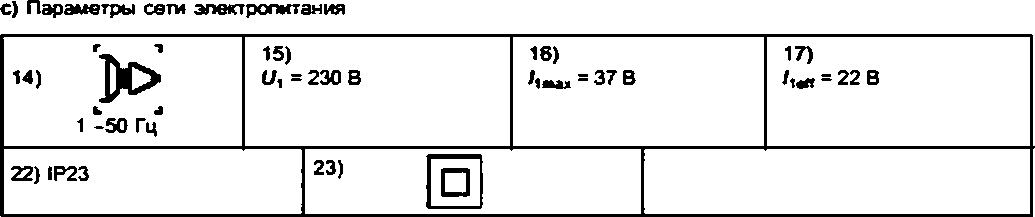 с) Параметры сети электропитания
14)
1 ~50 Гц
15)
U₁ = 230 В
16)
I₁max = 37 В
17)
I₁eff = 22 В
22) IP23
23)